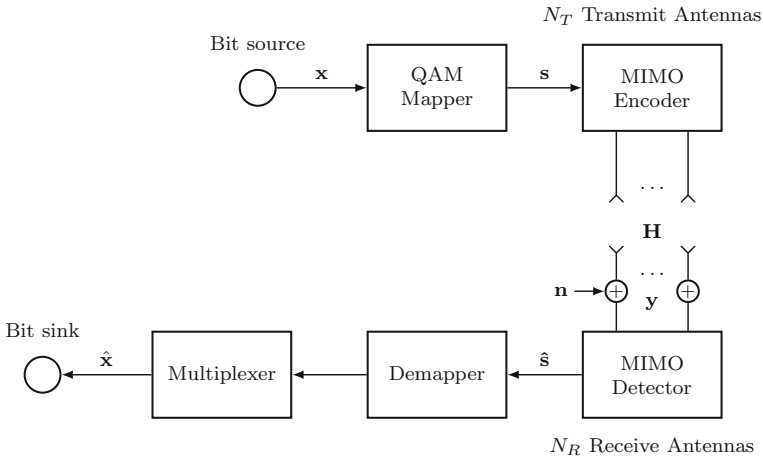 N_T Transmit Antennas
Bit source
x
QAM
Mapper
s
MIMO
Encoder
...
H
...
n
+
+
y
Bit sink
x̂
Multiplexer
Demapper
ŝ
MIMO
Detector
N_R Receive Antennas